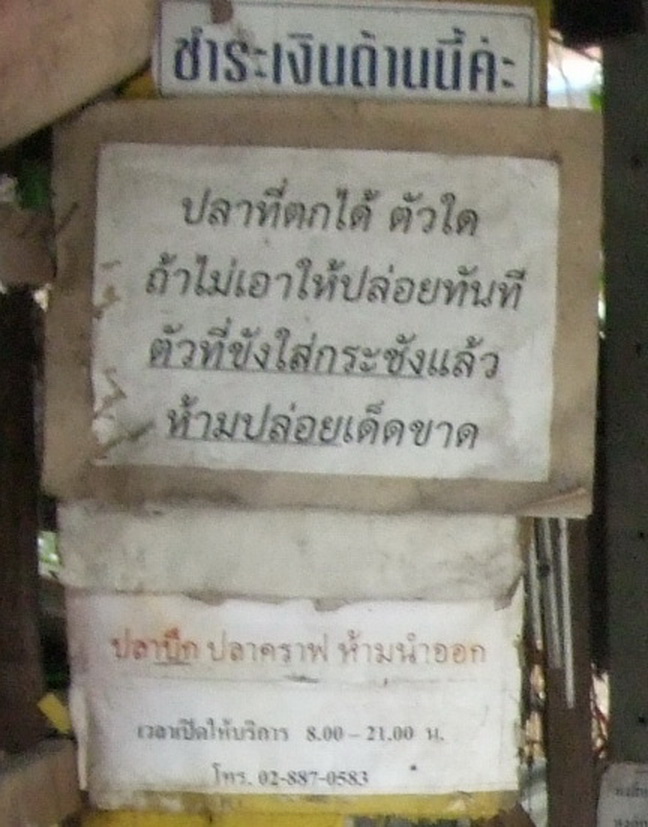 ชำระเงินด้านนี้ค่ะ
ปลาที่ตกได้ ตัวใด
ถ้าไม่เอาให้ปล่อยทันที
ตัวที่ขังใส่กระชังแล้ว
ห้ามปล่อยเด็ดขาด
ปลาบึก ปลาคราฟ ห้ามนำออก
เวลาเปิดให้บริการ 8.00 – 21.00 น.
โทร. 02-887-0583